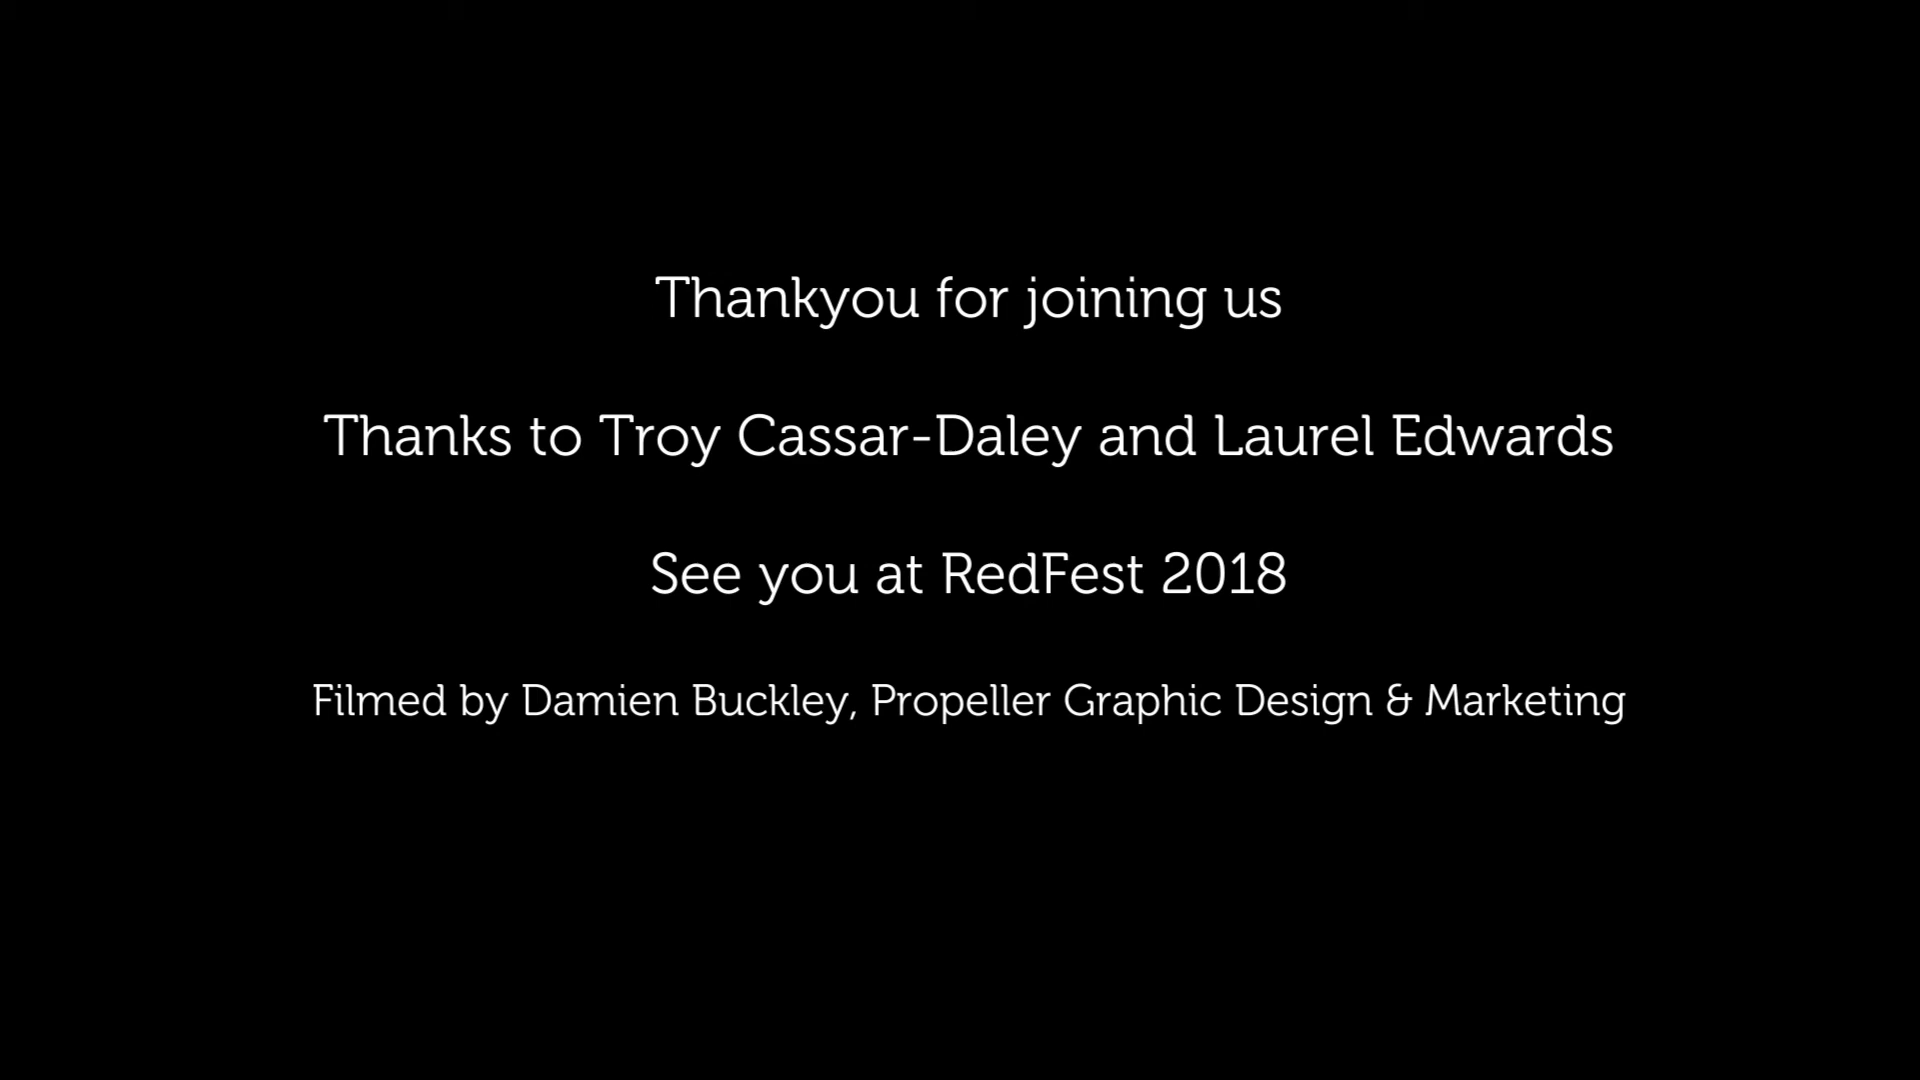 Thankyou for joining us
Thanks to Troy Cassar-Daley and Laurel Edwards
See you at RedFest 2018
Filmed by Damien Buckley, Propeller Graphic Design & Marketing